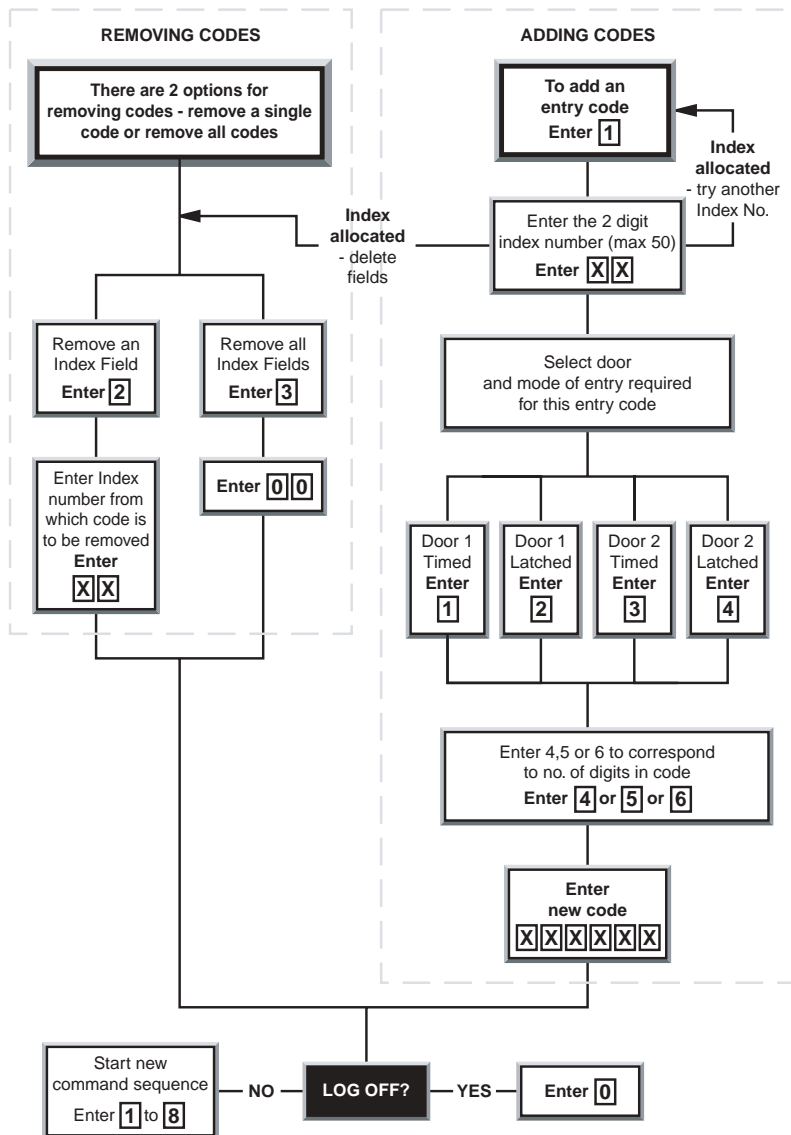 REMOVING CODES
There are 2 options for
removing codes - remove a single
code or remove all codes
Index
allocated
- delete
fields
Remove an
Index Field
Enter 2
Remove all
Index Fields
Enter 3
Enter Index
number from
which code is
to be removed
Enter
X X
Enter 0 0
ADDING CODES
To add an
entry code
Enter 1
Index
allocated
- try another
Index No.
Enter the 2 digit
index number (max 50)
Enter X X
Select door
and mode of entry required
for this entry code
Door 1
Timed
Enter
1
Door 1
Latched
Enter
2
Door 2
Timed
Enter
3
Door 2
Latched
Enter
4
Enter 4,5 or 6 to correspond
to no. of digits in code
Enter 4 or 5 or 6
Enter
new code
X X X X X X
Start new
command sequence
Enter 1 to 8
NO
LOG OFF?
YES
Enter 0